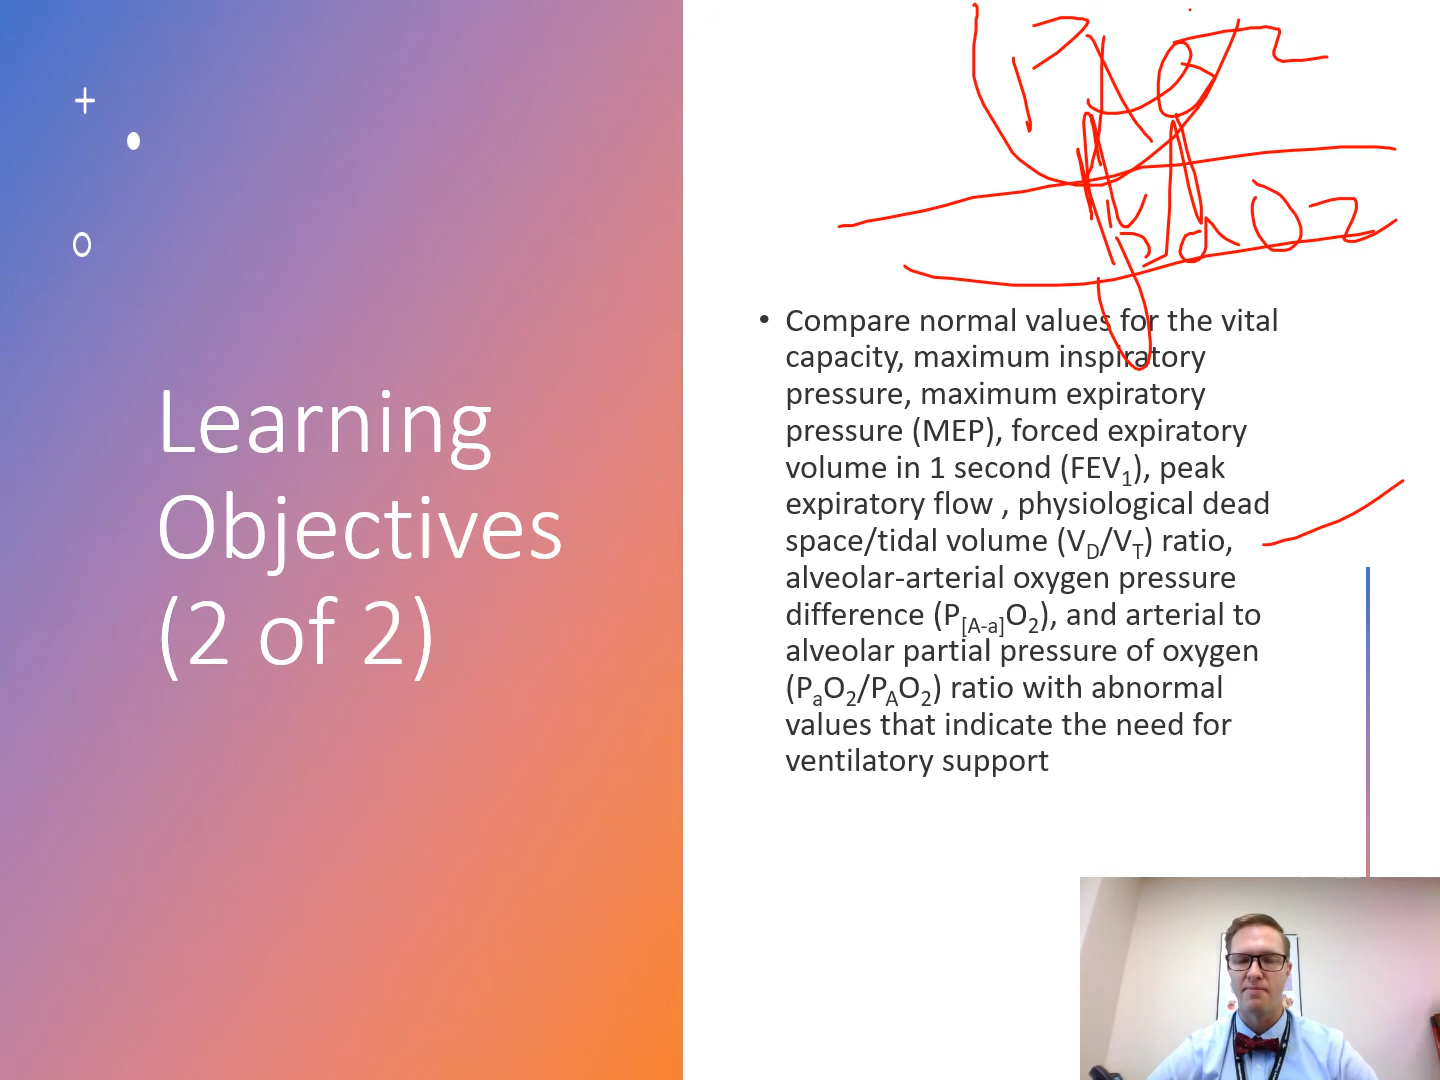 PAO2
PaO2
Learning
Objectives
(2 of 2)
• Compare normal values for the vital
capacity, maximum inspiratory
pressure, maximum expiratory
pressure (MEP), forced expiratory
volume in 1 second (FEV1), peak
expiratory flow , physiological dead
space/tidal volume (VD/VT) ratio,
alveolar-arterial oxygen pressure
difference (P[A-a]O2), and arterial to
alveolar partial pressure of oxygen
(PaO2/PAO2) ratio with abnormal
values that indicate the need for
ventilatory support